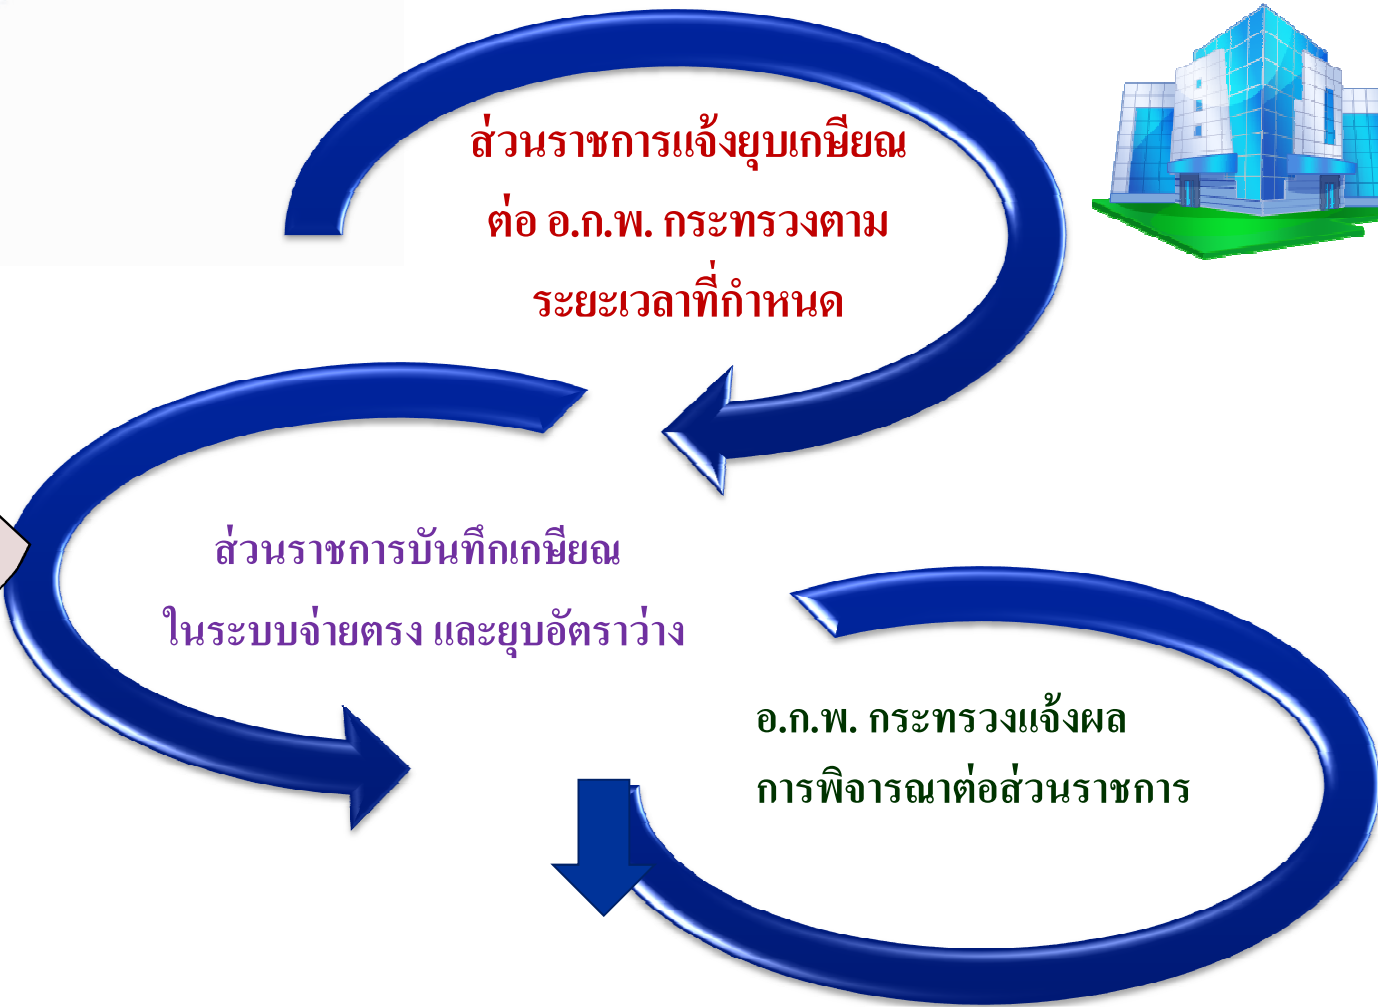 ส่วนราชการแจ้งยุบเกษียณ
ต่อ อ.ก.พ. กระทรวงตาม
ระยะเวลาที่กำหนด
ส่วนราชการบันทึกเกษียณ
ในระบบจ่ายตรง และยุบอัตราว่าง
อ.ก.พ. กระทรวงแจ้งผล
การพิจารณาต่อส่วนราชการ